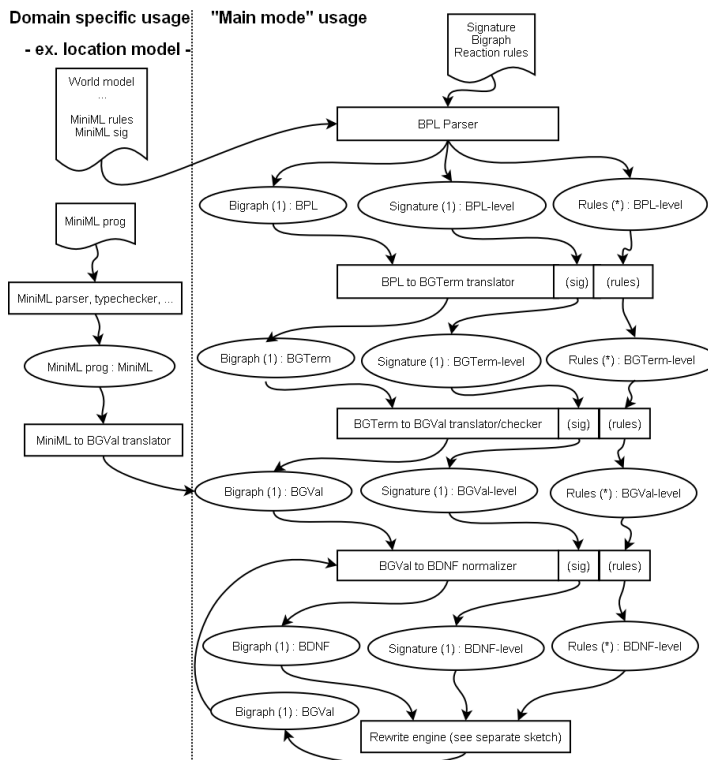 Domain specific usage
- ex. location model -
"Main mode" usage
World model
...
MiniML rules
MiniML sig
Signature
Bigraph
Reaction rules
BPL Parser
Bigraph (1) : BPL
Signature (1) : BPL-level
Rules (*) : BPL-level
MiniML prog
BPL to BGTerm translator
(sig)
(rules)
MiniML parser, typechecker, ...
Bigraph (1) : BGTerm
Signature (1) : BGTerm-level
Rules (*) : BGTerm-level
MiniML prog : MiniML
BGTerm to BGVal translator/checker
(sig)
(rules)
MiniML to BGVal translator
Bigraph (1) : BGVal
Signature (1) : BGVal-level
Rules (*) : BGVal-level
BGVal to BDNF normalizer
(sig)
(rules)
Bigraph (1) : BDNF
Signature (1) : BDNF-level
Rules (*) : BDNF-level
Bigraph (1) : BGVal
Rewrite engine (see separate sketch)